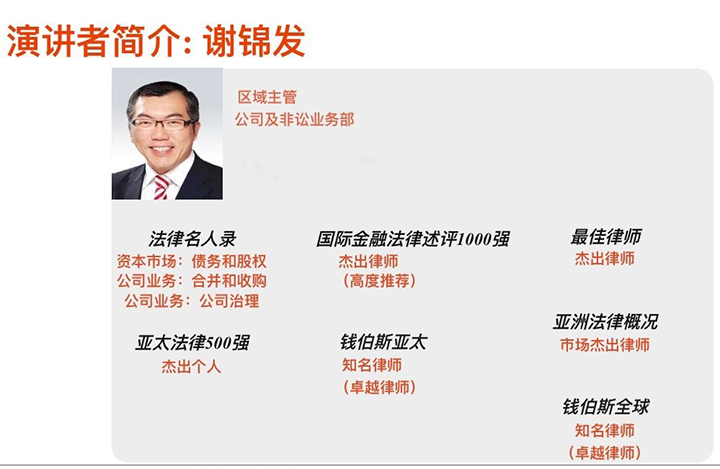 演讲者简介: 谢锦发
区域主管
公司及非讼业务部
法律名人录
资本市场：债务和股权
公司业务：合并和收购
公司业务：公司治理
国际金融法律述评1000强
杰出律师
（高度推荐）
最佳律师
杰出律师
亚太法律500强
杰出个人
钱伯斯亚太
知名律师
（卓越律师）
亚洲法律概况
市场杰出律师
钱伯斯全球
知名律师
（卓越律师）